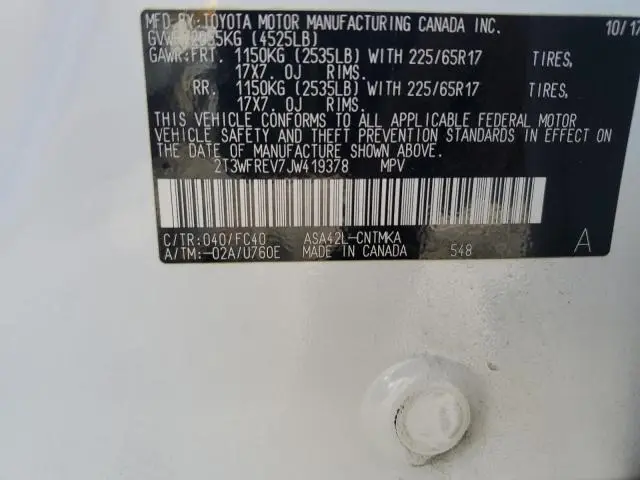 MFD.BY:TOYOTA MOTOR MANUFACTURING CANADA INC. 10/17
(4525LB)
GAWR:FRT. 1150KG (2535LB) WITH 225/65R17 TIRES,
17X7.0J RIMS.
RR. 1150KG (2535LB) WITH 225/65R17 TIRES,
17X7.0J RIMS.
THIS VEHICLE CONFORMS TO ALL APPLICABLE FEDERAL MOTOR
VEHICLE SAFETY AND THEFT PREVENTION STANDARDS IN EFFECT ON
THE DATE OF MANUFACTURE SHOWN ABOVE.
2T3WFREV7JW419378 MPV
C/TR:040/FC40 ASA42L-CNTMKA
A/TM:-02A/U760E MADE IN CANADA 548 A